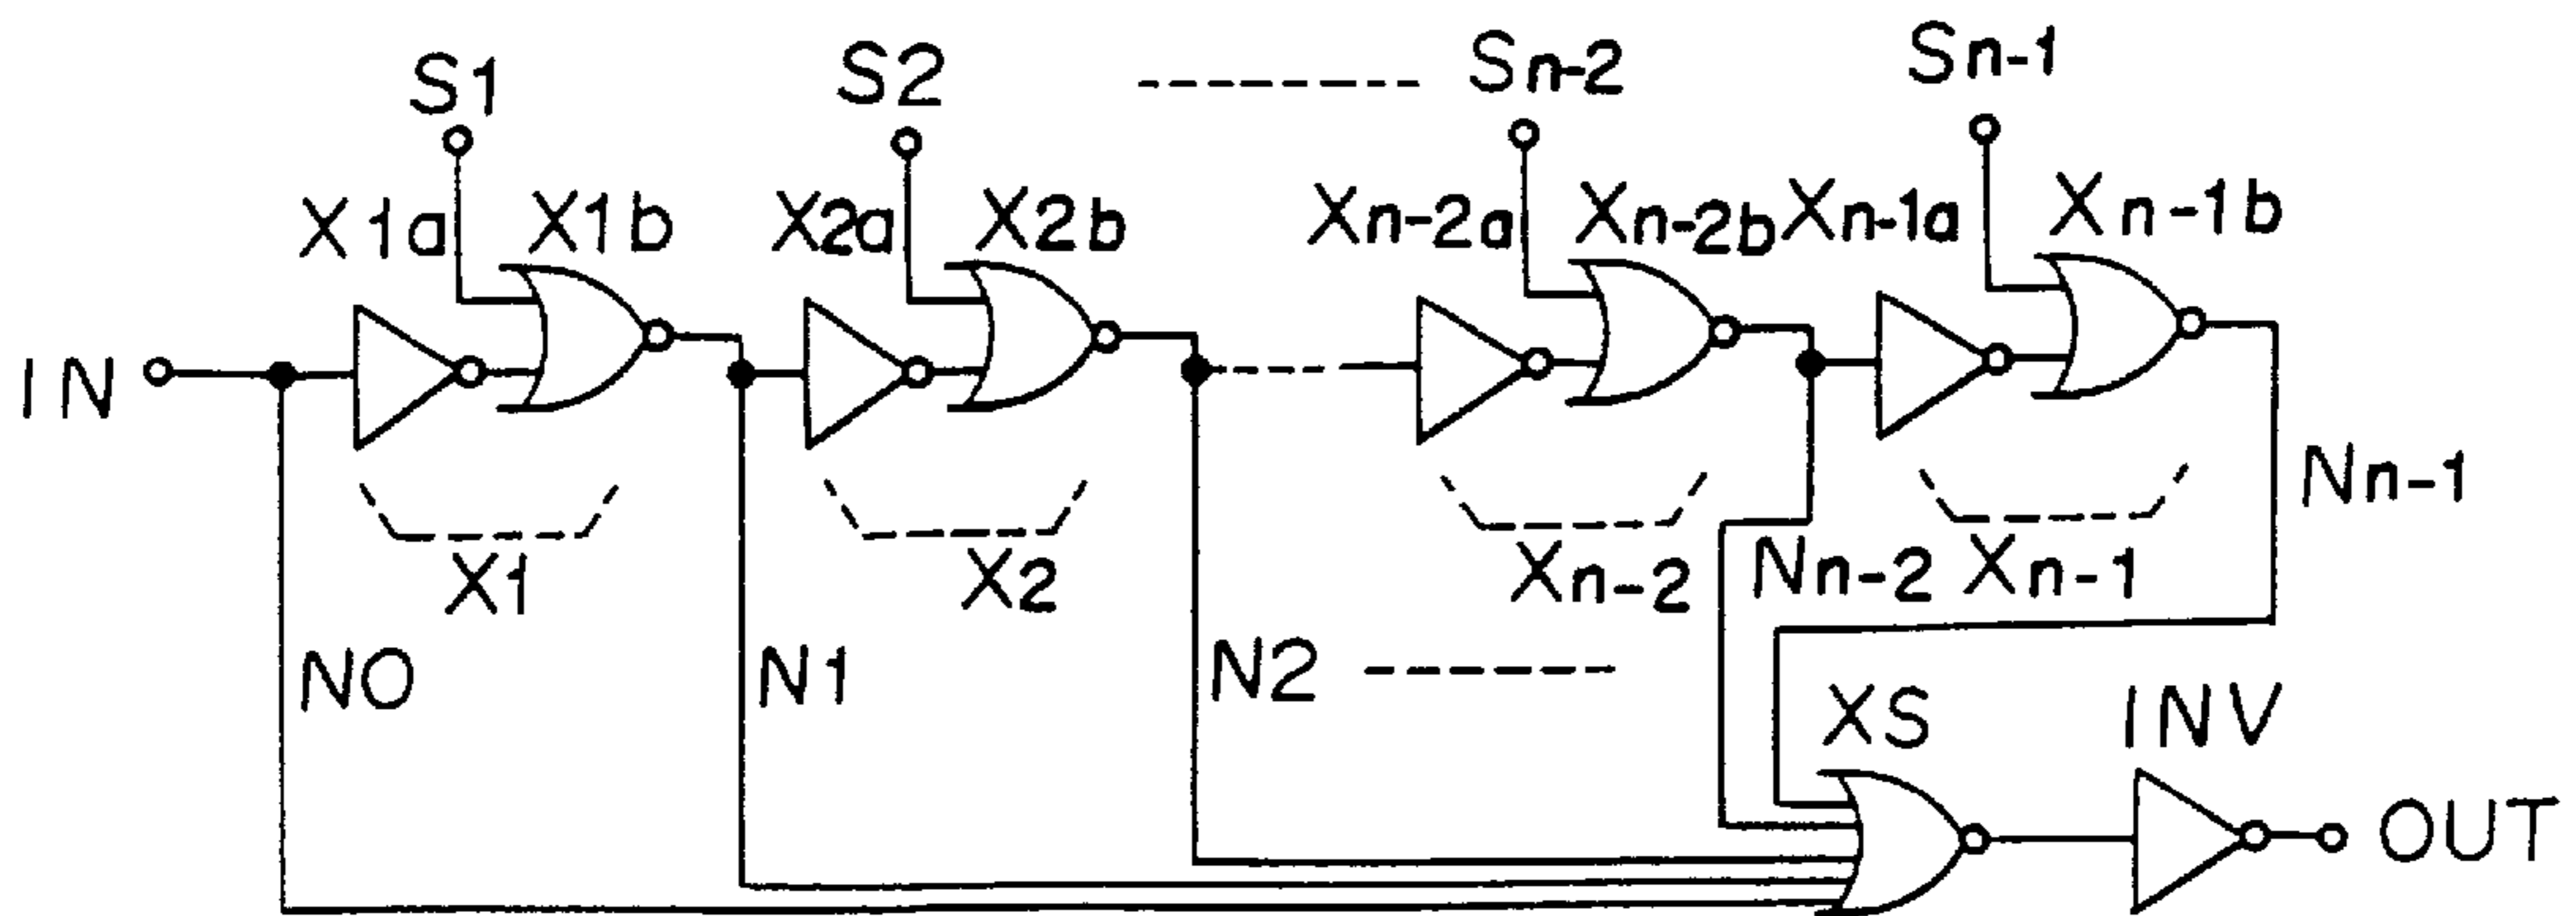 S1 S2 Sn-2 Sn-1
X1a X1b X2a X2b Xn-2a Xn-2b Xn-1a Xn-1b
IN
Nn-1
X1 X2 Xn-2 Nn-2 Xn-1
N0 N1 N2 XS INV
OUT